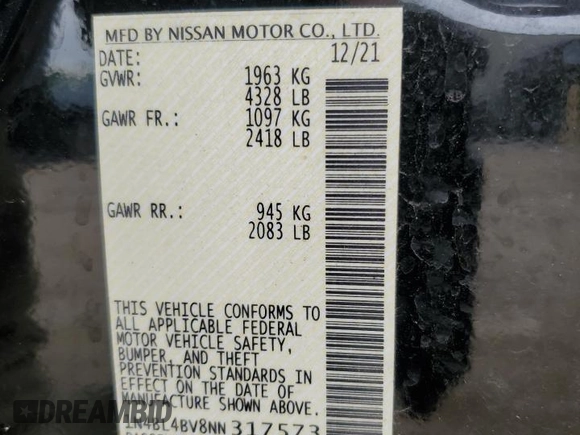 MFD BY NISSAN MOTOR CO., LTD.
DATE: 12/21
GVWR: 1963 KG
4328 LB
GAWR FR.: 1097 KG
2418 LB
GAWR RR.: 945 KG
2083 LB
THIS VEHICLE CONFORMS TO
ALL APPLICABLE FEDERAL
MOTOR VEHICLE SAFETY,
BUMPER, AND THEFT
PREVENTION STANDARDS IN
EFFECT ON THE DATE OF
MANUFACTURE SHOWN ABOVE.
1N4BL4BV8NN317573
DREAMBID